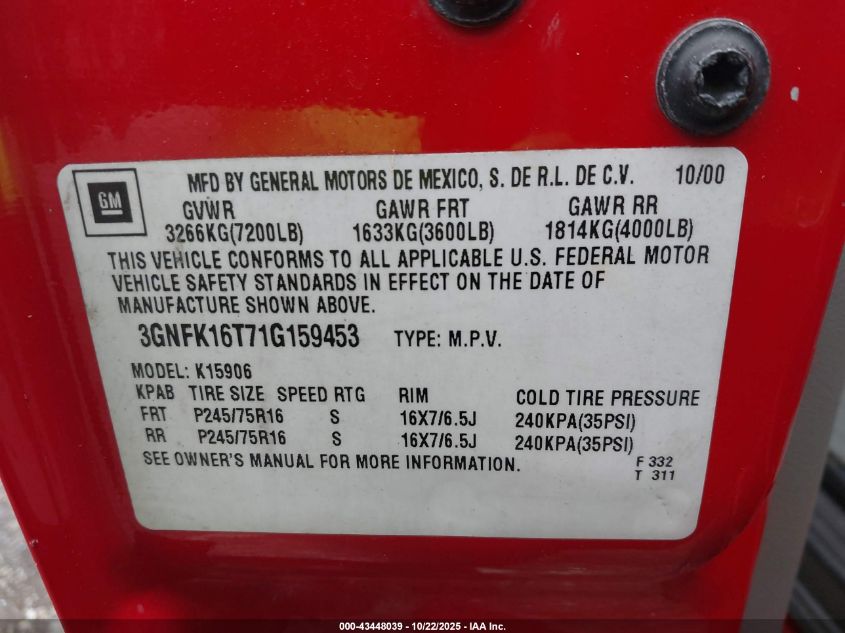 GM
MFD BY GENERAL MOTORS DE MEXICO, S. DE R.L. DE C.V. 10/00
GVWR GAWR FRT GAWR RR
3266KG(7200LB) 1633KG(3600LB) 1814KG(4000LB)
THIS VEHICLE CONFORMS TO ALL APPLICABLE U.S. FEDERAL MOTOR
VEHICLE SAFETY STANDARDS IN EFFECT ON THE DATE OF
MANUFACTURE SHOWN ABOVE.
3GNFK16T71G159453 TYPE: M.P.V.
MODEL: K15906
KPAB TIRE SIZE SPEED RTG RIM COLD TIRE PRESSURE
FRT P245/75R16 S 16X7/6.5J 240KPA(35PSI)
RR P245/75R16 S 16X7/6.5J 240KPA(35PSI)
SEE OWNER'S MANUAL FOR MORE INFORMATION.
F 332
T 311
000-43448039 - 10/22/2025 - IAA Inc.